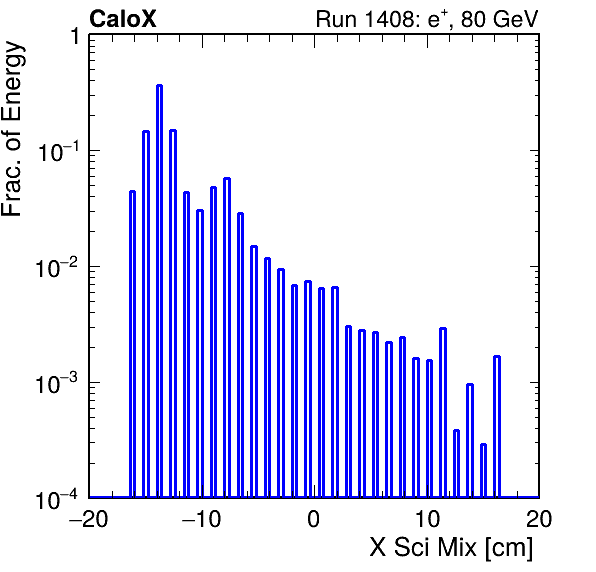 CaloX Run 1408: e⁺, 80 GeV
Frac. of Energy
1
10⁻¹
10⁻²
10⁻³
10⁻⁴
−20 −10 0 10 20
X Sci Mix [cm]